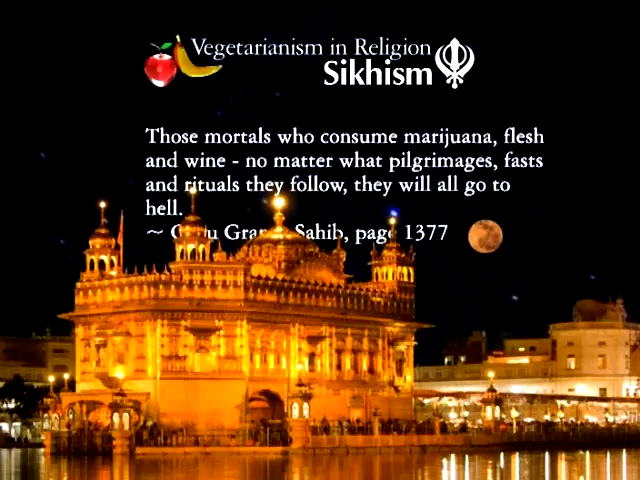 Vegetarianism in Religion
Sikhism
Those mortals who consume marijuana, flesh
and wine - no matter what pilgrimages, fasts
and rituals they follow, they will all go to
hell.
~ Sahib, page 1377